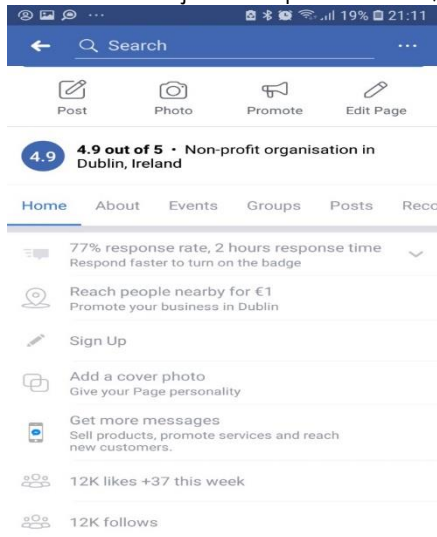 19% 21:11
Search
Post Photo Promote Edit Page
4.9 4.9 out of 5 · Non-profit organisation in
Dublin, Ireland
Home About Events Groups Posts Reco
77% response rate, 2 hours response time
Respond faster to turn on the badge
Reach people nearby for €1
Promote your business in Dublin
Sign Up
Add a cover photo
Give your Page personality
Get more messages
Sell products, promote services and reach
new customers.
12K likes +37 this week
12K follows